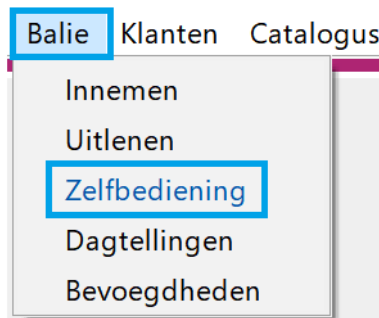 Balie Klanten Catalogus
Innemen
Uitlenen
Zelfbediening
Dagtellingen
Bevoegdheden